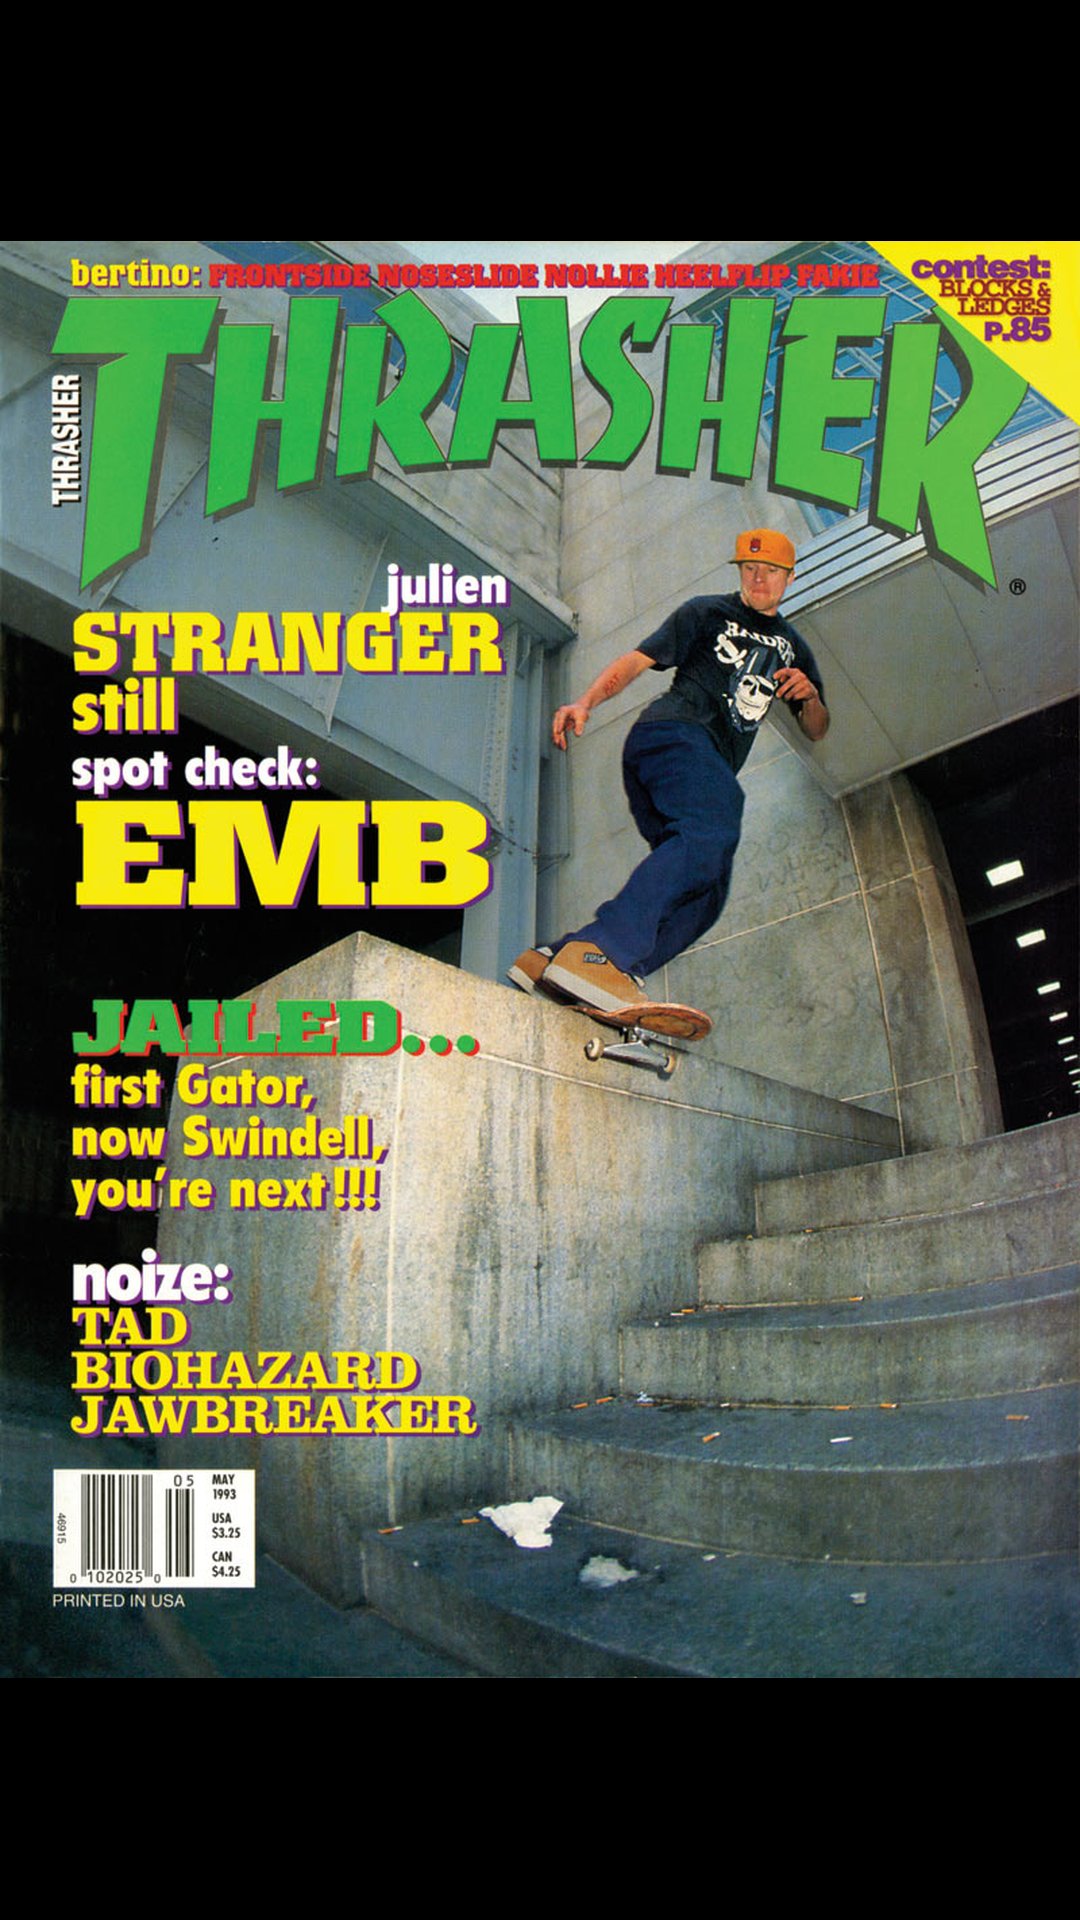 bertino: FRONTSIDE NOSESLIDE NOLLIE HEELFLIP FAKIE
contest:
BLOCKS &
LEDGES
P.85
THRASHER
THRASHER
®
julien
STRANGER
still
spot check:
EMB
RAIDERS
JAILED...
first Gator,
now Swindell,
you're next!!!
noize:
TAD
BIOHAZARD
JAWBREAKER
05
MAY
1993
USA
$3.25
CAN
$4.25
46915
0 102025 0
PRINTED IN USA